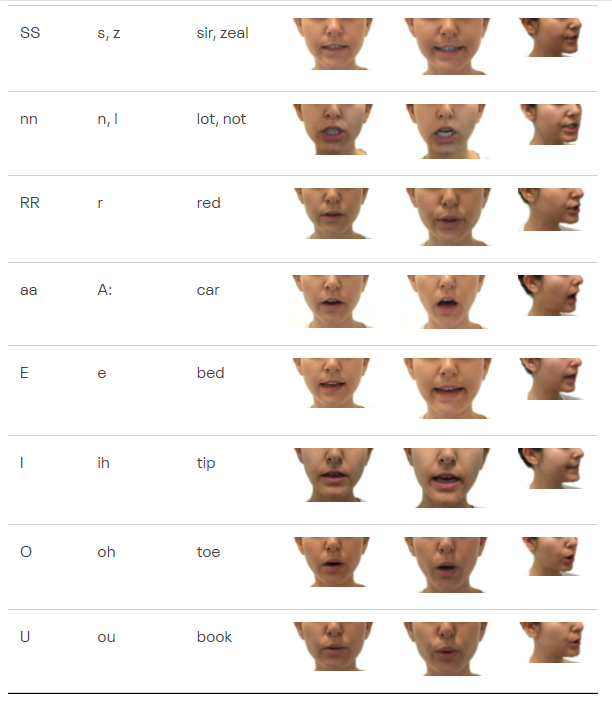 SS s, z sir, zeal
nn n, l lot, not
RR r red
aa A: car
E e bed
I ih tip
O oh toe
U ou book